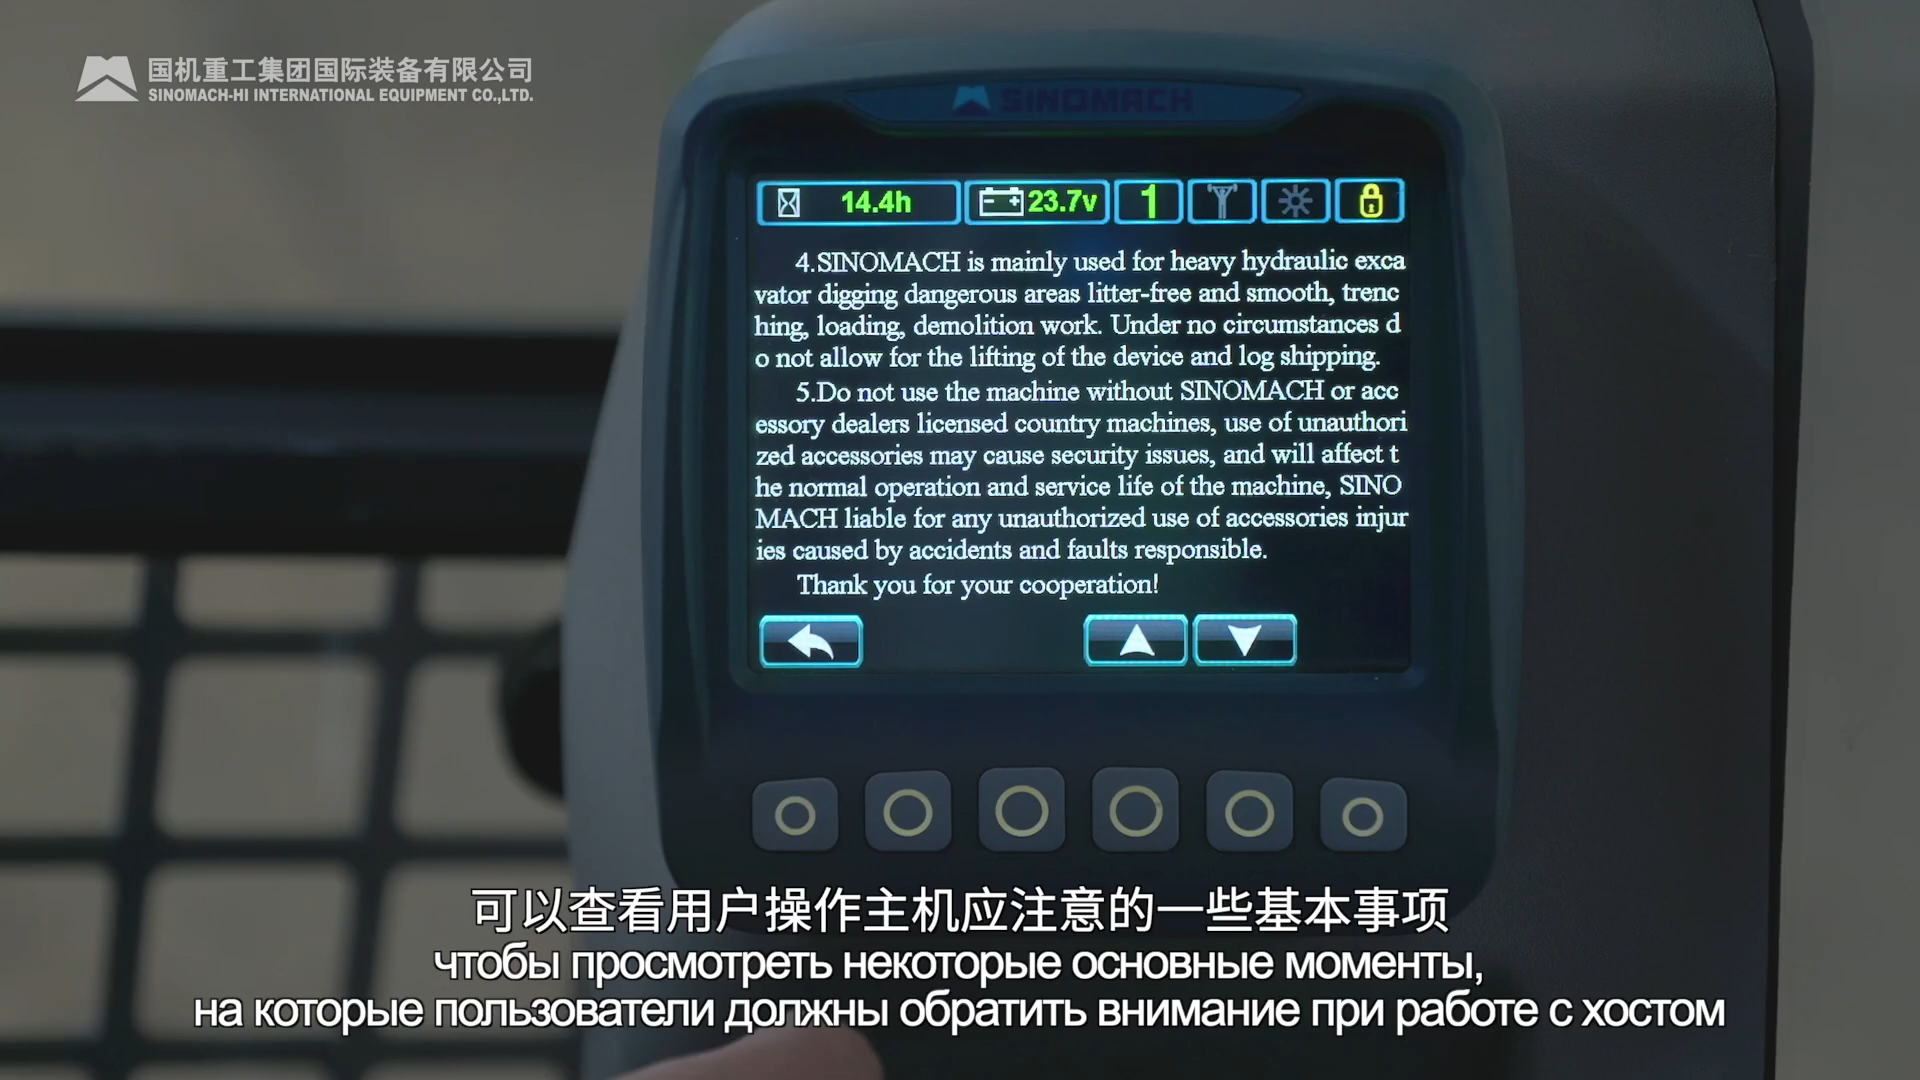 国机重工集团国际装备有限公司
SINOMACH-HI INTERNATIONAL EQUIPMENT CO.,LTD.
SINOMACH
14.4h
23.7v
1
4.SINOMACH is mainly used for heavy hydraulic exca
vator digging dangerous areas litter-free and smooth, trenc
hing, loading, demolition work. Under no circumstances d
o not allow for the lifting of the device and log shipping.
5.Do not use the machine without SINOMACH or acc
essory dealers licensed country machines, use of unauthori
zed accessories may cause security issues, and will affect t
he normal operation and service life of the machine, SINO
MACH liable for any unauthorized use of accessories injur
ies caused by accidents and faults responsible.
Thank you for your cooperation!
可以查看用户操作主机应注意的一些基本事项
чтобы просмотреть некоторые основные моменты,
на которые пользователи должны обратить внимание при работе с хостом